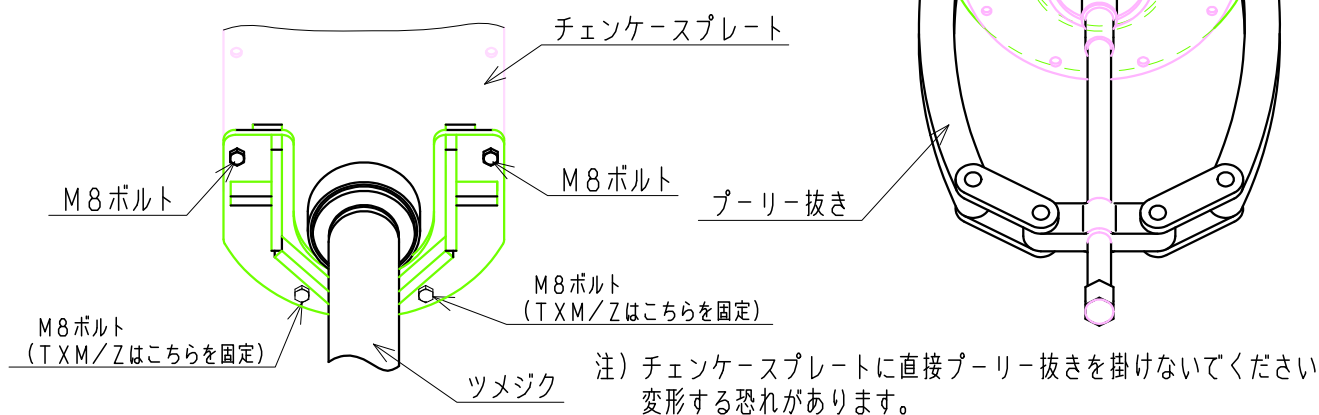 チェンケースプレート
M8ボルト
M8ボルト
プーリー抜き
M8ボルト
(TXM/Zはこちらを固定)
M8ボルト
(TXM/Zはこちらを固定)
ツメジク
注) チェンケースプレートに直接プーリー抜きを掛けないでください
変形する恐れがあります。